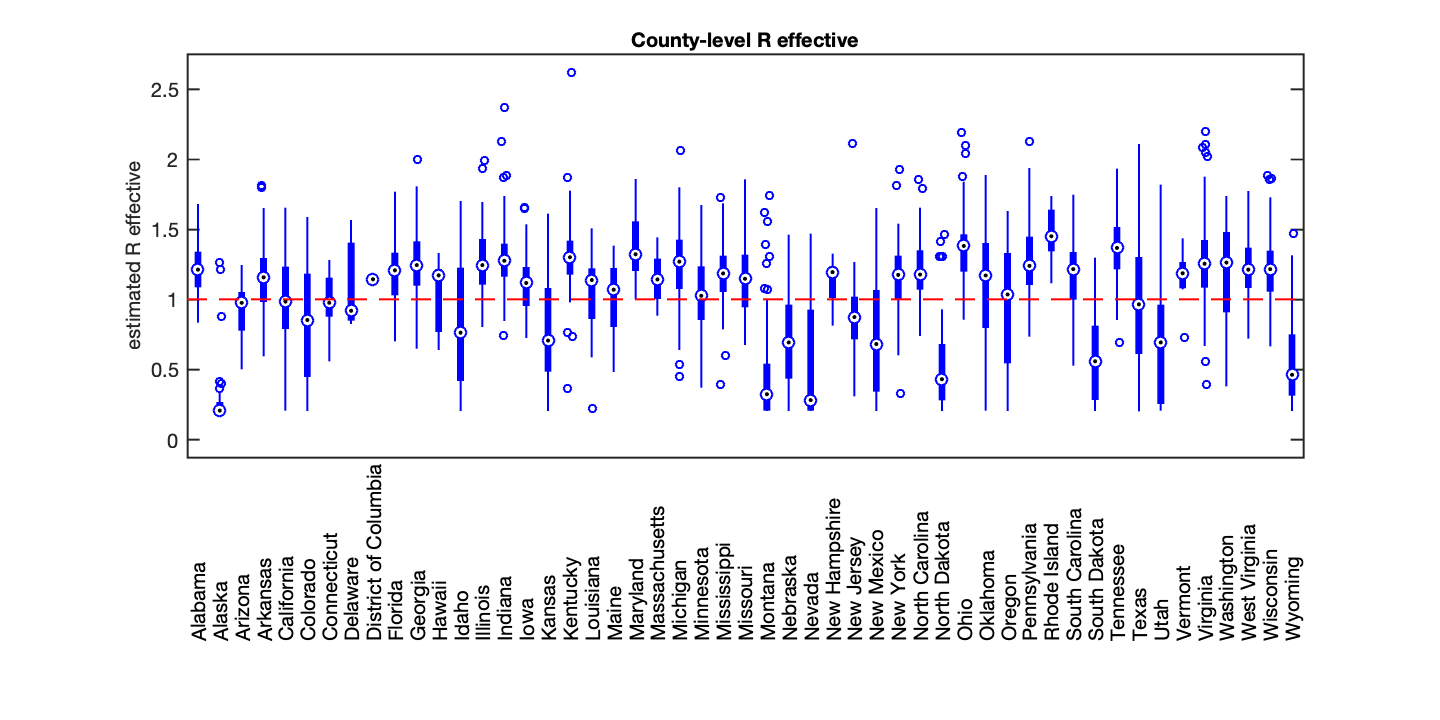 County-level R effective
estimated R effective
2.5
2
1.5
1
0.5
0
Alabama
Alaska
Arizona
Arkansas
California
Colorado
Connecticut
Delaware
District of Columbia
Florida
Georgia
Hawaii
Idaho
Illinois
Indiana
Iowa
Kansas
Kentucky
Louisiana
Maine
Maryland
Massachusetts
Michigan
Minnesota
Mississippi
Missouri
Montana
Nebraska
Nevada
New Hampshire
New Jersey
New Mexico
New York
North Carolina
North Dakota
Ohio
Oklahoma
Oregon
Pennsylvania
Rhode Island
South Carolina
South Dakota
Tennessee
Texas
Utah
Vermont
Virginia
Washington
West Virginia
Wisconsin
Wyoming